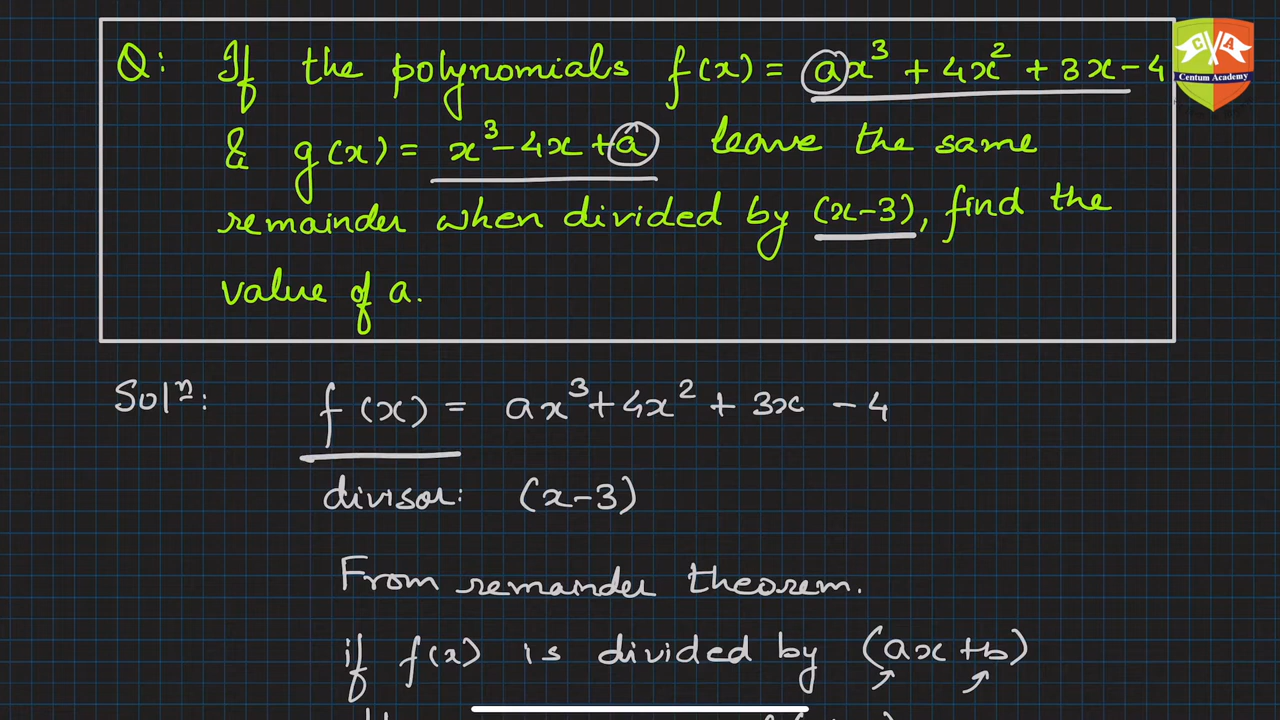 Q: If the polynomials f(x) = ax³ + 4x² + 3x - 4
& g(x) = x³ - 4x + a leave the same
remainder when divided by (x-3), find the
value of a.
Solⁿ: f(x) = ax³ + 4x² + 3x - 4
divisor: (x-3)
From remainder theorem.
if f(x) is divided by (ax+b)
C A
Centum Academy